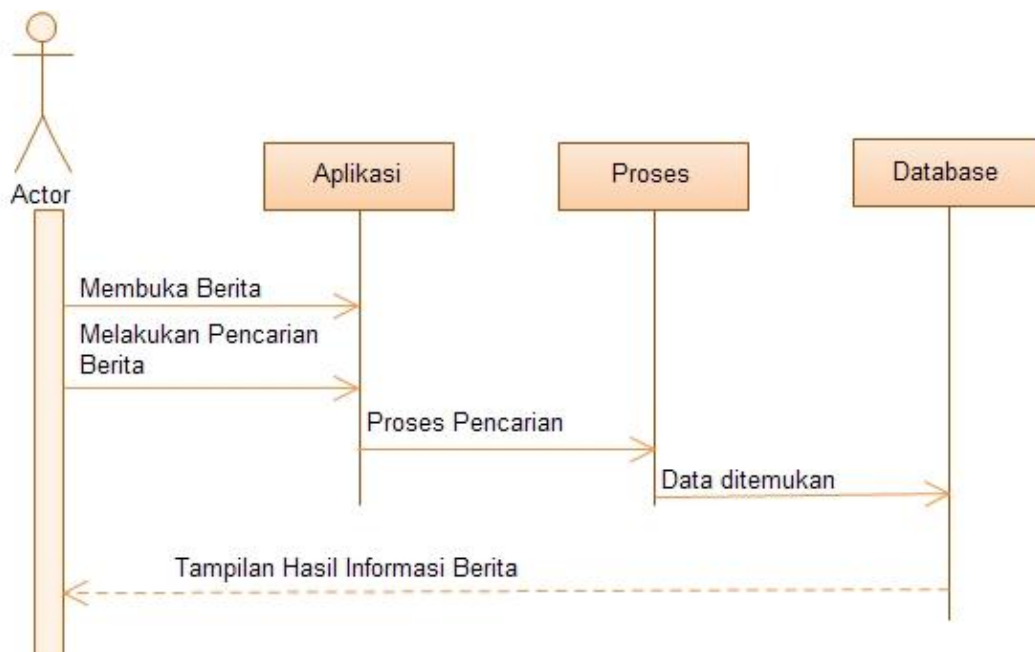 Actor
Aplikasi
Proses
Database
Membuka Berita
Melakukan Pencarian
Berita
Proses Pencarian
Data ditemukan
Tampilan Hasil Informasi Berita